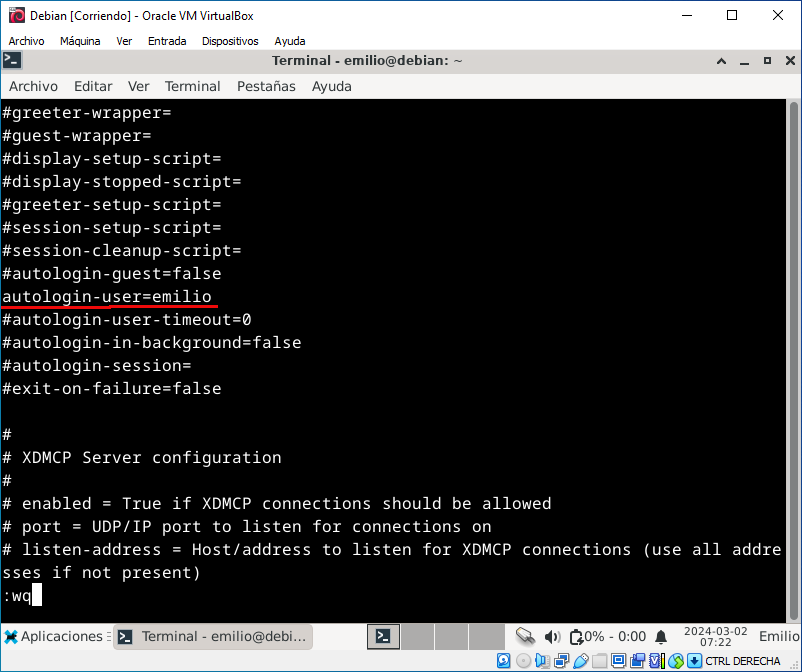 Debian [Corriendo] - Oracle VM VirtualBox
Archivo Máquina Ver Entrada Dispositivos Ayuda
Terminal - emilio@debian: ~
Archivo Editar Ver Terminal Pestañas Ayuda
#greeter-wrapper=
#guest-wrapper=
#display-setup-script=
#display-stopped-script=
#greeter-setup-script=
#session-setup-script=
#session-cleanup-script=
#autologin-guest=false
autologin-user=emilio
#autologin-user-timeout=0
#autologin-in-background=false
#autologin-session=
#exit-on-failure=false
#
# XDMCP Server configuration
#
# enabled = True if XDMCP connections should be allowed
# port = UDP/IP port to listen for connections on
# listen-address = Host/address to listen for XDMCP connections (use all addre
sses if not present)
:wq
Aplicaciones Terminal - emilio@debi... 0% - 0:00 2024-03-02 Emilio
07:22
CTRL DERECHA